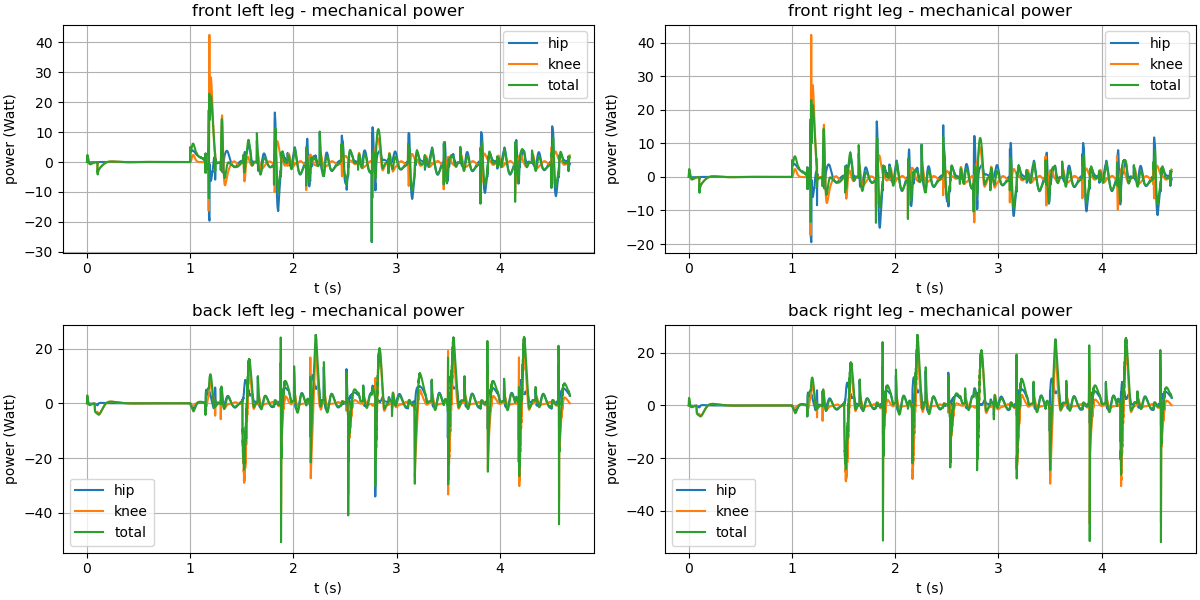 front left leg - mechanical power
power (Watt)
40
30
20
10
0
−10
−20
−30
0 1 2 3 4
t (s)
hip
knee
total
front right leg - mechanical power
power (Watt)
40
30
20
10
0
−10
−20
0 1 2 3 4
t (s)
hip
knee
total
back left leg - mechanical power
power (Watt)
20
0
−20
−40
0 1 2 3 4
t (s)
hip
knee
total
back right leg - mechanical power
power (Watt)
20
0
−20
−40
0 1 2 3 4
t (s)
hip
knee
total